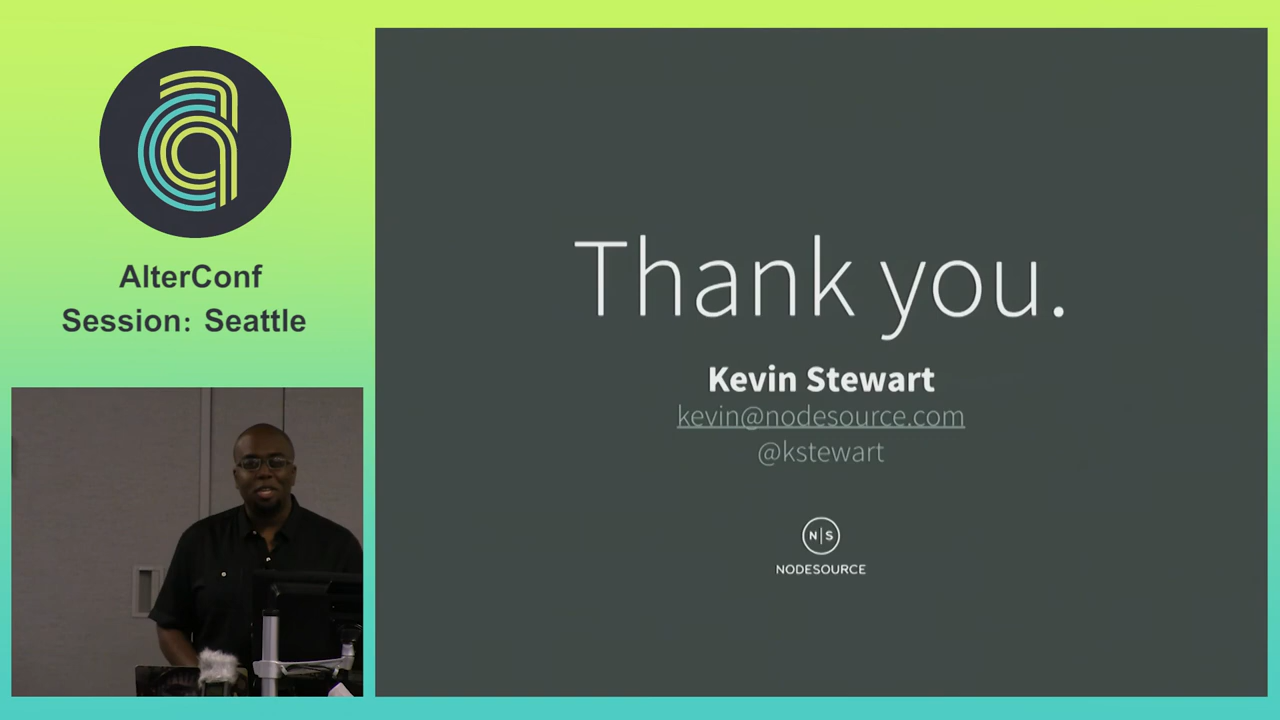 AlterConf
Session: Seattle
Thank you.
Kevin Stewart
kevin@nodesource.com
@kstewart
N|S
NODESOURCE